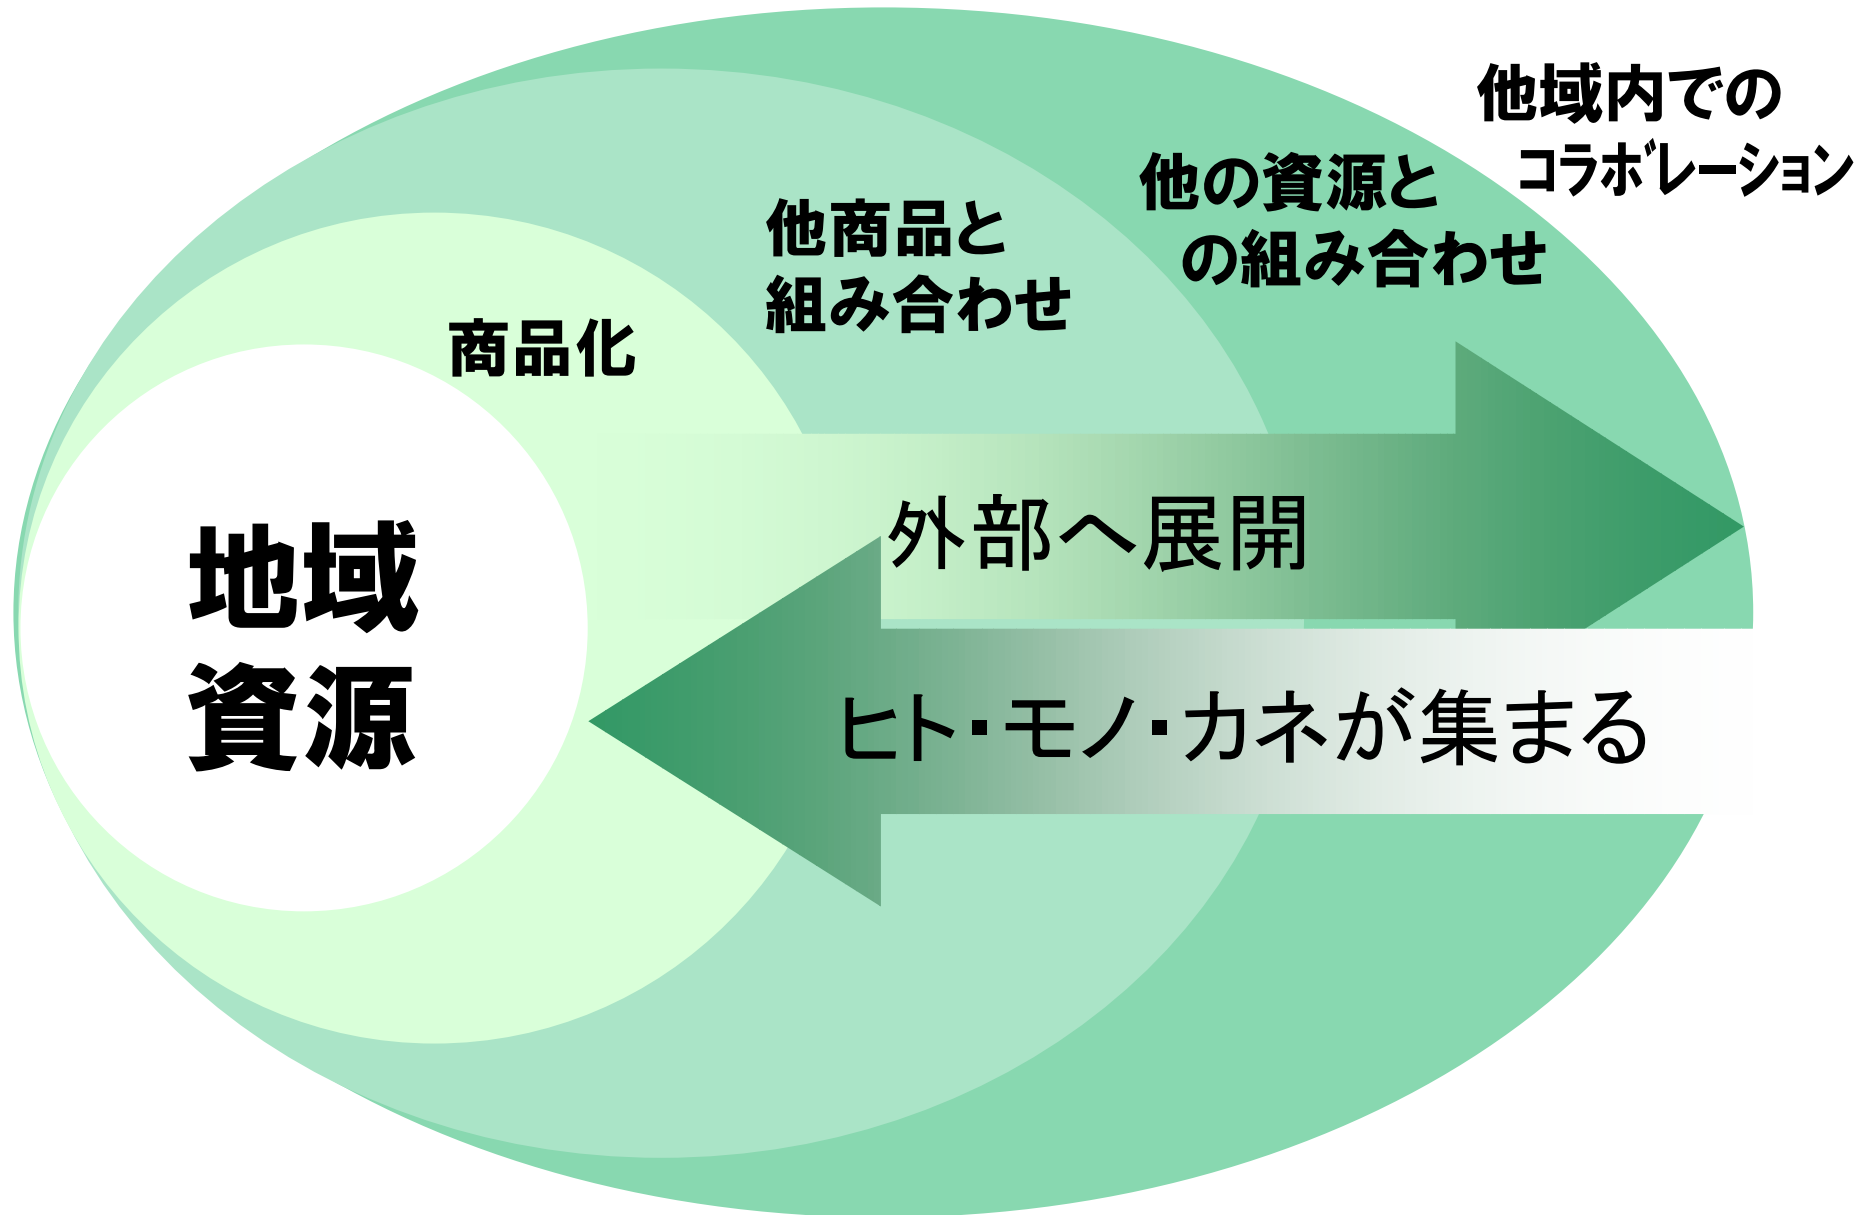 他域内での
コラボレーション
他の資源と
の組み合わせ
他商品と
組み合わせ
商品化
地域
資源
外部へ展開
ヒト・モノ・カネが集まる